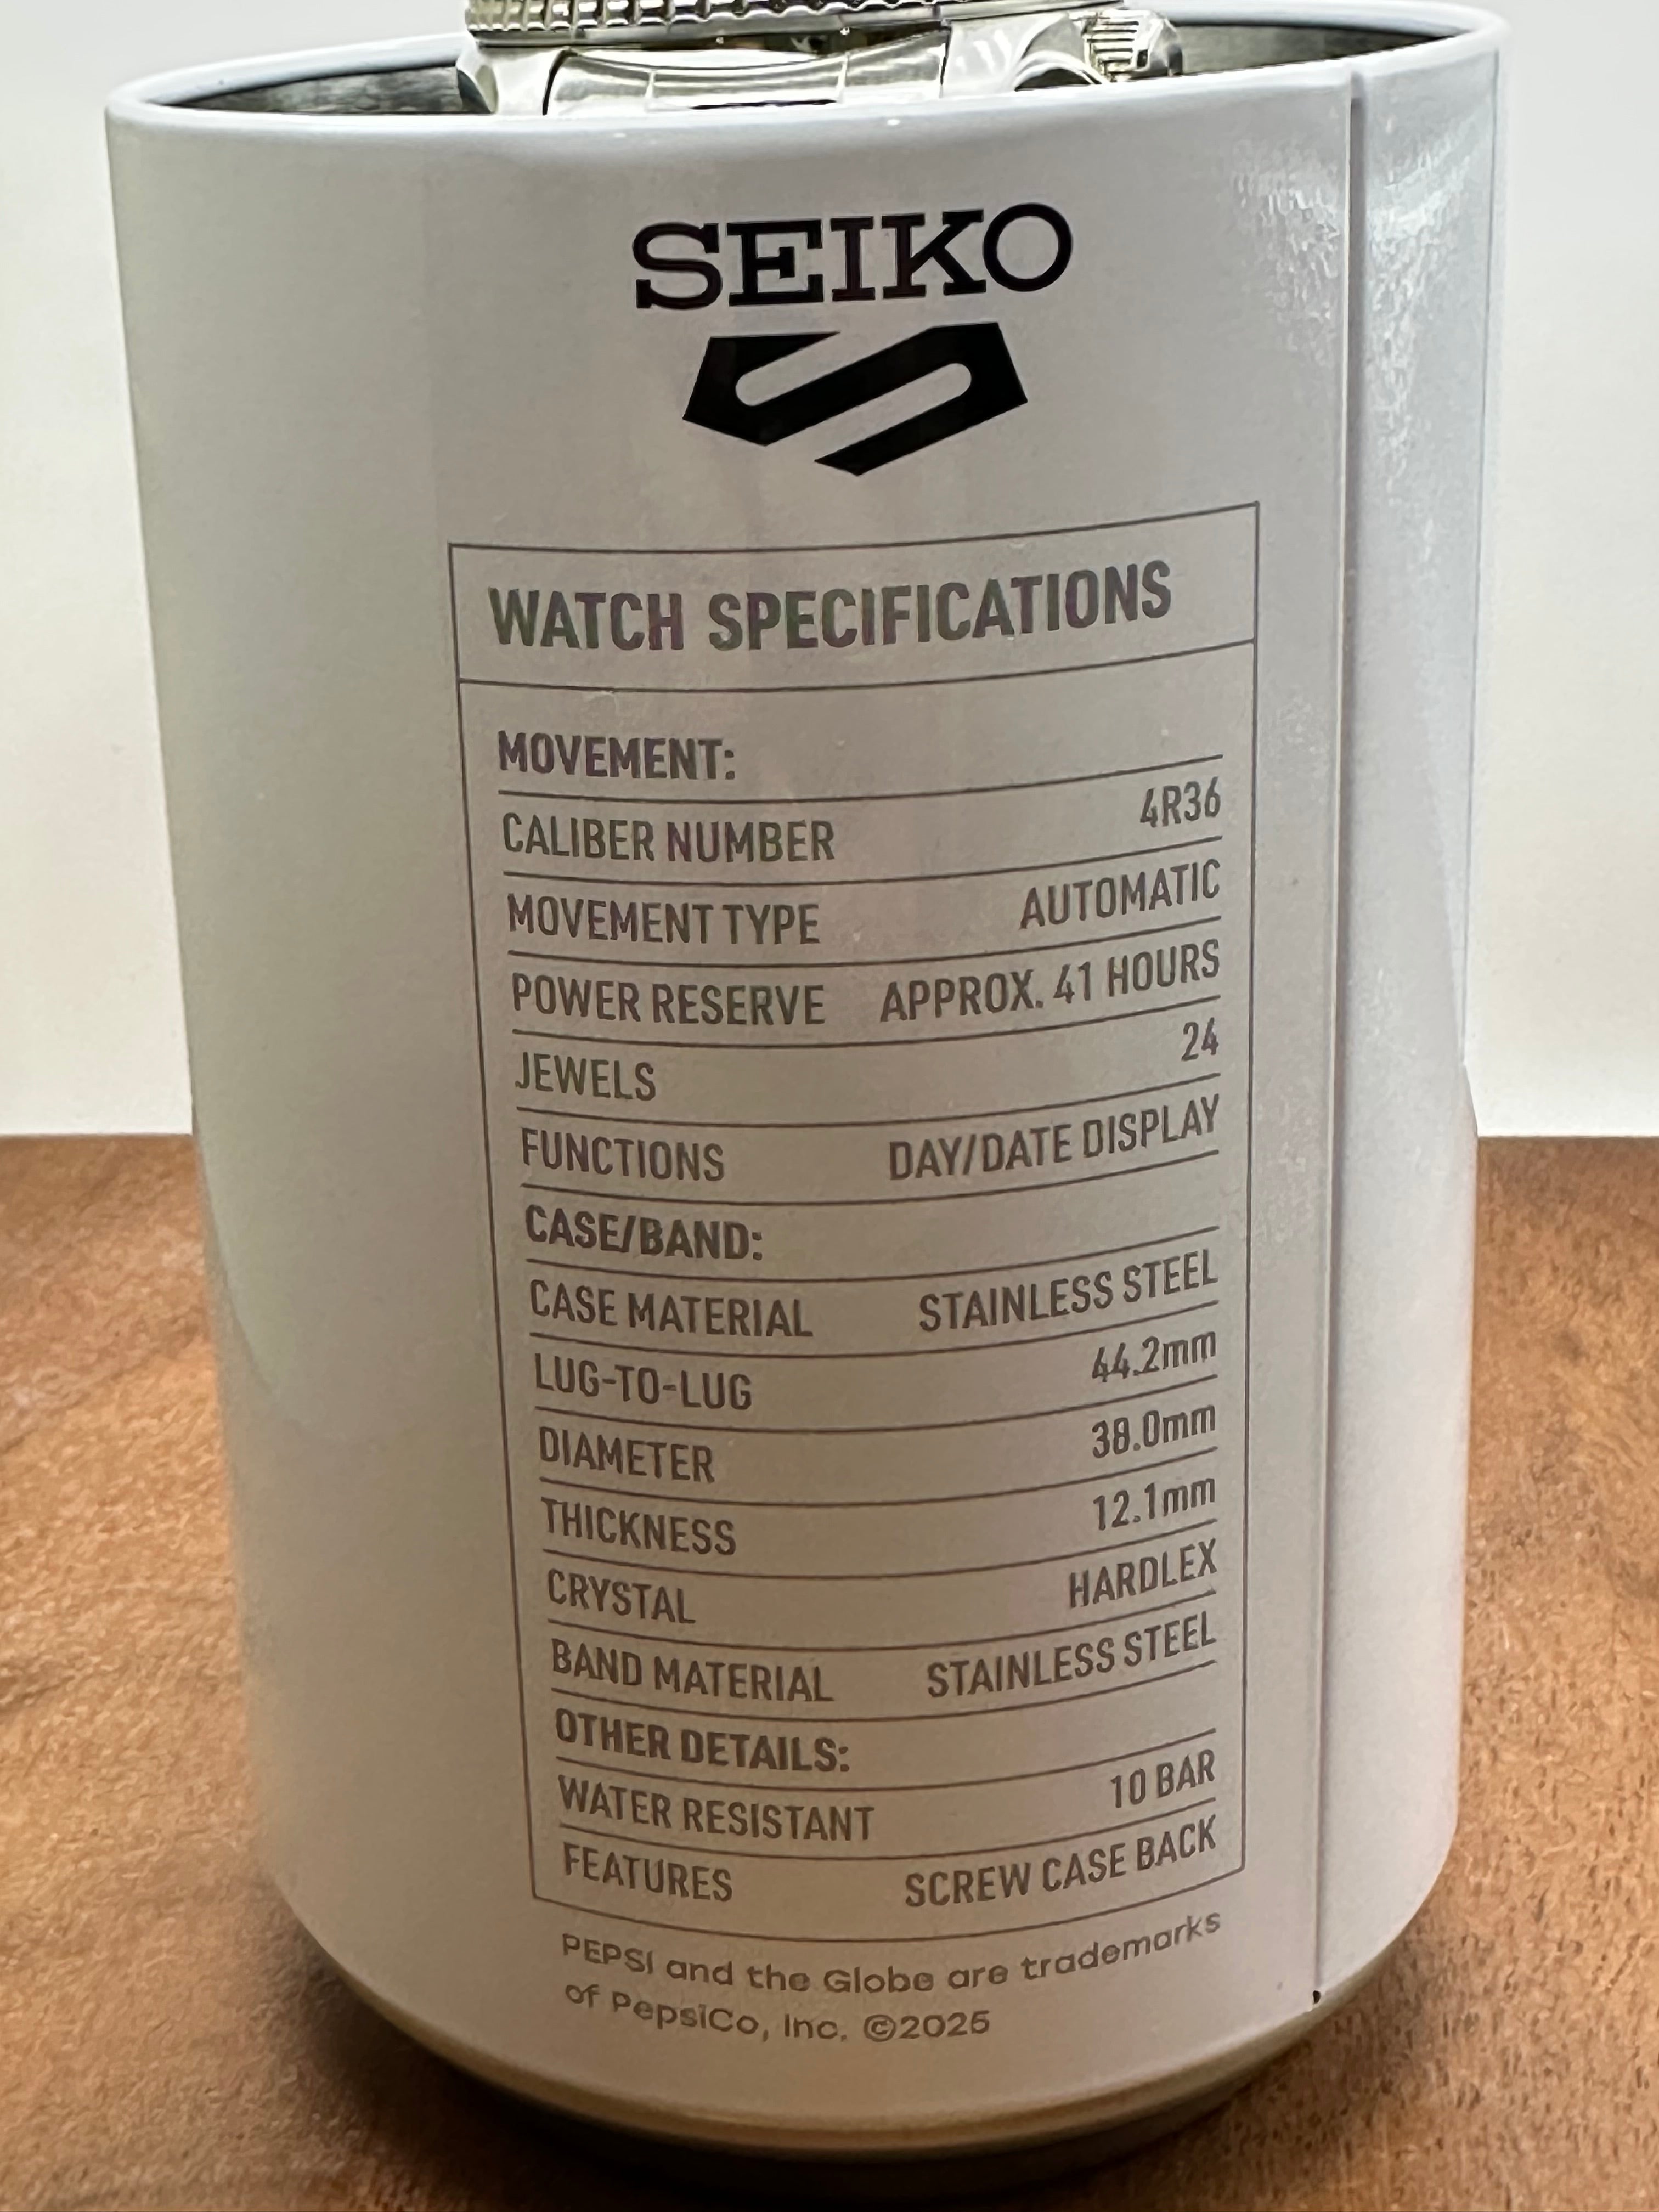 SEIKO
WATCH SPECIFICATIONS
MOVEMENT:
CALIBER NUMBER 4R36
MOVEMENT TYPE AUTOMATIC
POWER RESERVE APPROX. 41 HOURS
JEWELS 24
FUNCTIONS DAY/DATE DISPLAY
CASE/BAND:
CASE MATERIAL STAINLESS STEEL
LUG-TO-LUG 44.2mm
DIAMETER 38.0mm
THICKNESS 12.1mm
CRYSTAL HARDLEX
BAND MATERIAL STAINLESS STEEL
OTHER DETAILS:
WATER RESISTANT 10 BAR
FEATURES SCREW CASE BACK
PEPSI and the Globe are trademarks
of PepsiCo, Inc. ©2025